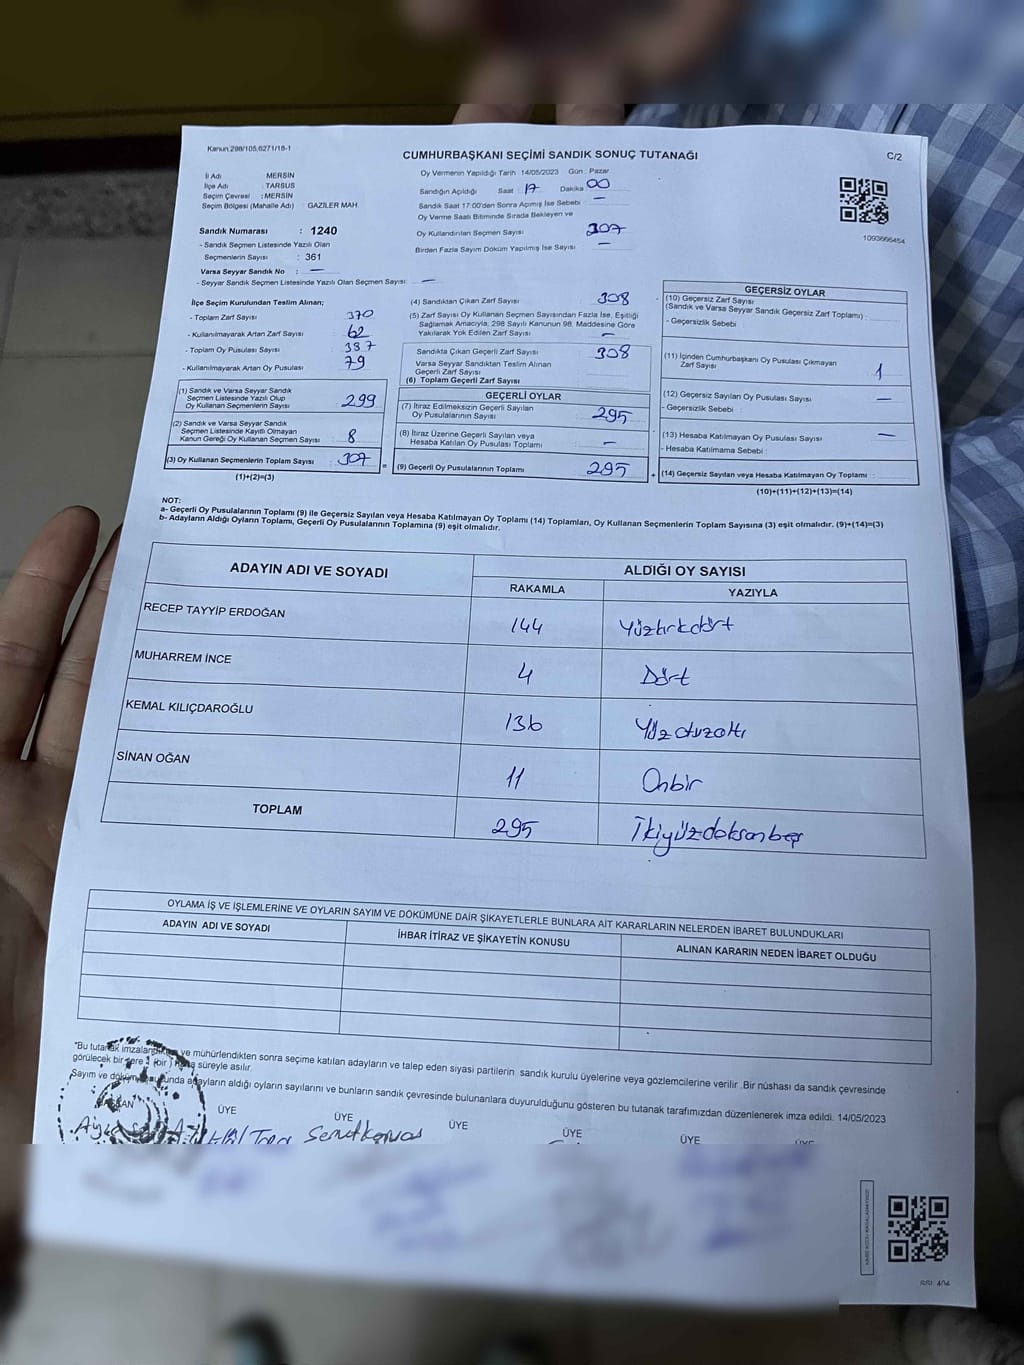 Kanun 298/105,6271/18-1
CUMHURBAŞKANI SEÇİMİ SANDIK SONUÇ TUTANAĞI
C/2
İl Adı MERSİN
İlçe Adı : TARSUS
Seçim Çevresi : MERSİN
Seçim Bölgesi (Mahalle Adı) : GAZİLER MAH.
Oy Vermenin Yapıldığı Tarih : 14/05/2023 Gün : Pazar
Sandığın Açıldığı Saat : 17 Dakika 00
Sandık Saat 17:00'den Sonra Açılmış İse Sebebi : —
Oy Verme Saati Bitiminde Sırada Bekleyen ve
Oy Kullandırılan Seçmen Sayısı 307
Birden Fazla Sayım Döküm Yapılmış İse Sayısı —
1093666454
Sandık Numarası : 1240
- Sandık Seçmen Listesinde Yazılı Olan
Seçmenlerin Sayısı : 361
Varsa Seyyar Sandık No : —
- Seyyar Sandık Seçmen Listesinde Yazılı Olan Seçmen Sayısı : —
İlçe Seçim Kurulundan Teslim Alınan;
- Toplam Zarf Sayısı 370
- Kullanılmayarak Artan Zarf Sayısı 62
- Toplam Oy Pusulası Sayısı 387
- Kullanılmayarak Artan Oy Pusulası 79
(1) Sandık ve Varsa Seyyar Sandık
Seçmen Listesinde Yazılı Olup
Oy Kullanan Seçmenlerin Sayısı 299
(2) Sandık ve Varsa Seyyar Sandık
Seçmen Listesinde Kayıtlı Olmayan
Kanun Gereği Oy Kullanan Seçmen Sayısı 8
(3) Oy Kullanan Seçmenlerin Toplam Sayısı 307
(1)+(2)=(3)
(4) Sandıktan Çıkan Zarf Sayısı 308
(5) Zarf Sayısı Oy Kullanan Seçmen Sayısından Fazla İse, Eşitliği
Sağlamak Amacıyla; 298 Sayılı Kanunun 98. Maddesine Göre
Yakılarak Yok Edilen Zarf Sayısı —
Sandıkta Çıkan Geçerli Zarf Sayısı 308
Varsa Seyyar Sandıktan Teslim Alınan
Geçerli Zarf Sayısı
(6) Toplam Geçerli Zarf Sayısı
GEÇERLİ OYLAR
(7) İtiraz Edilmeksizin Geçerli Sayılan
Oy Pusulalarının Sayısı 295
(8) İtiraz Üzerine Geçerli Sayılan veya
Hesaba Katılan Oy Pusulası Toplamı —
= (9) Geçerli Oy Pusulalarının Toplamı 295
GEÇERSİZ OYLAR
(10) Geçersiz Zarf Sayısı
(Sandık ve Varsa Seyyar Sandık Geçersiz Zarf Toplamı) :
- Geçersizlik Sebebi :
(11) İçinden Cumhurbaşkanı Oy Pusulası Çıkmayan
Zarf Sayısı 1
(12) Geçersiz Sayılan Oy Pusulası Sayısı —
- Geçersizlik Sebebi :
(13) Hesaba Katılmayan Oy Pusulası Sayısı —
- Hesaba Katılmama Sebebi :
+ (14) Geçersiz Sayılan veya Hesaba Katılmayan Oy Toplamı :
(10)+(11)+(12)+(13)=(14)
NOT:
a- Geçerli Oy Pusulalarının Toplamı (9) ile Geçersiz Sayılan veya Hesaba Katılmayan Oy Toplamı (14) Toplamları, Oy Kullanan Seçmenlerin Toplam Sayısına (3) eşit olmalıdır. (9)+(14)=(3)
b- Adayların Aldığı Oyların Toplamı, Geçerli Oy Pusulalarının Toplamına (9) eşit olmalıdır.
ADAYIN ADI VE SOYADI ALDIĞI OY SAYISI
RAKAMLA YAZIYLA
RECEP TAYYİP ERDOĞAN 144 Yüzkırkdört
MUHARREM İNCE 4 Dört
KEMAL KILIÇDAROĞLU 136 Yüzotuzaltı
SİNAN OĞAN 11 Onbir
TOPLAM 295 İkiyüzdoksanbeş
OYLAMA İŞ VE İŞLEMLERİNE VE OYLARIN SAYIM VE DÖKÜMÜNE DAİR ŞİKAYETLERLE BUNLARA AİT KARARLARIN NELERDEN İBARET BULUNDUKLARI
ADAYIN ADI VE SOYADI İHBAR İTİRAZ VE ŞİKAYETİN KONUSU ALINAN KARARIN NEDEN İBARET OLDUĞU
"Bu tutanak imzalandıktan ve mühürlendikten sonra seçime katılan adayların ve talep eden siyasi partilerin sandık kurulu üyelerine veya gözlemcilerine verilir .Bir nüshası da sandık çevresinde
görülecek bir yere 1 (bir) hafta süreyle asılır.
Sayım ve döküm sonucunda adayların aldığı oyların sayılarını ve bunların sandık çevresinde bulunanlara duyurulduğunu gösteren bu tutanak tarafımızdan düzenlenerek imza edildi. 14/05/2023
ÜYE ÜYE ÜYE ÜYE ÜYE